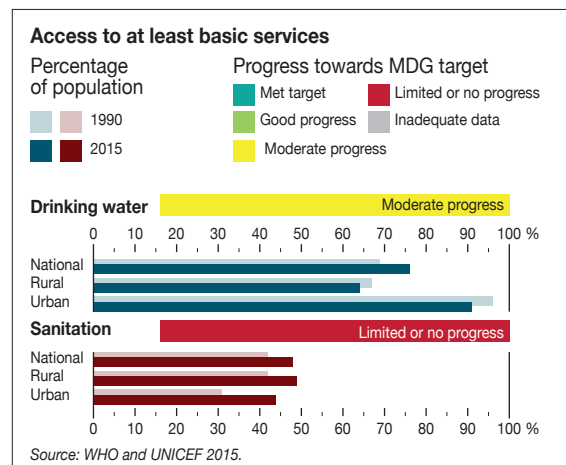 Access to at least basic services
Percentage of population
Progress towards MDG target
1990
2015
Met target
Limited or no progress
Good progress
Inadequate data
Moderate progress
Drinking water
Moderate progress
0 10 20 30 40 50 60 70 80 90 100 %
National
Rural
Urban
Sanitation
Limited or no progress
National
Rural
Urban
0 10 20 30 40 50 60 70 80 90 100 %
Source: WHO and UNICEF 2015.